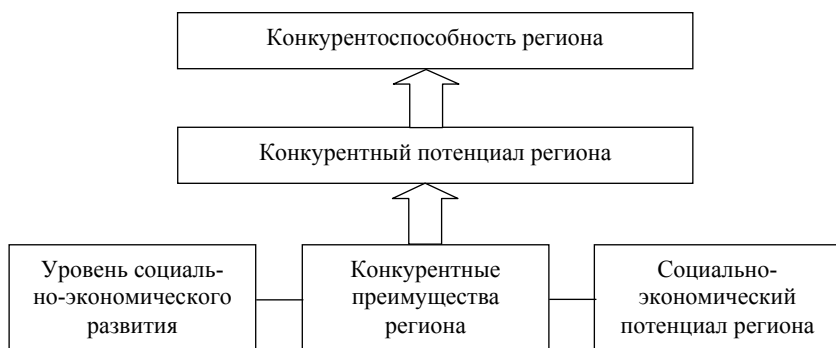 Конкурентоспособность региона
Конкурентный потенциал региона
Уровень социаль-
но-экономического
развития
Конкурентные
преимущества
региона
Социально-
экономический
потенциал региона